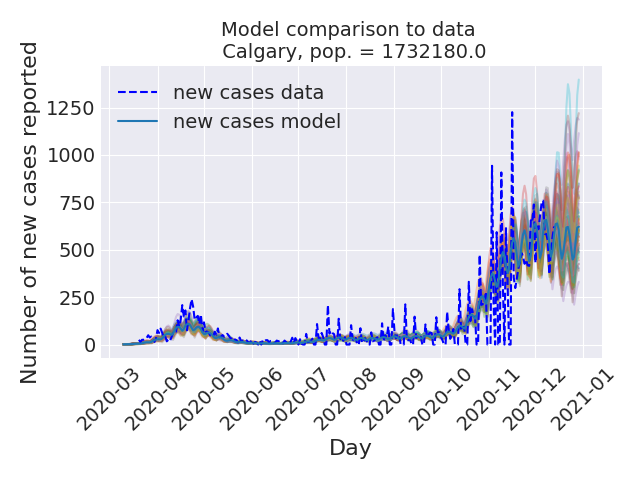 Model comparison to data
Calgary, pop. = 1732180.0
new cases data
new cases model
Number of new cases reported
1250
1000
750
500
250
0
2020-03
2020-04
2020-05
2020-06
2020-07
2020-08
2020-09
2020-10
2020-11
2020-12
2021-01
Day